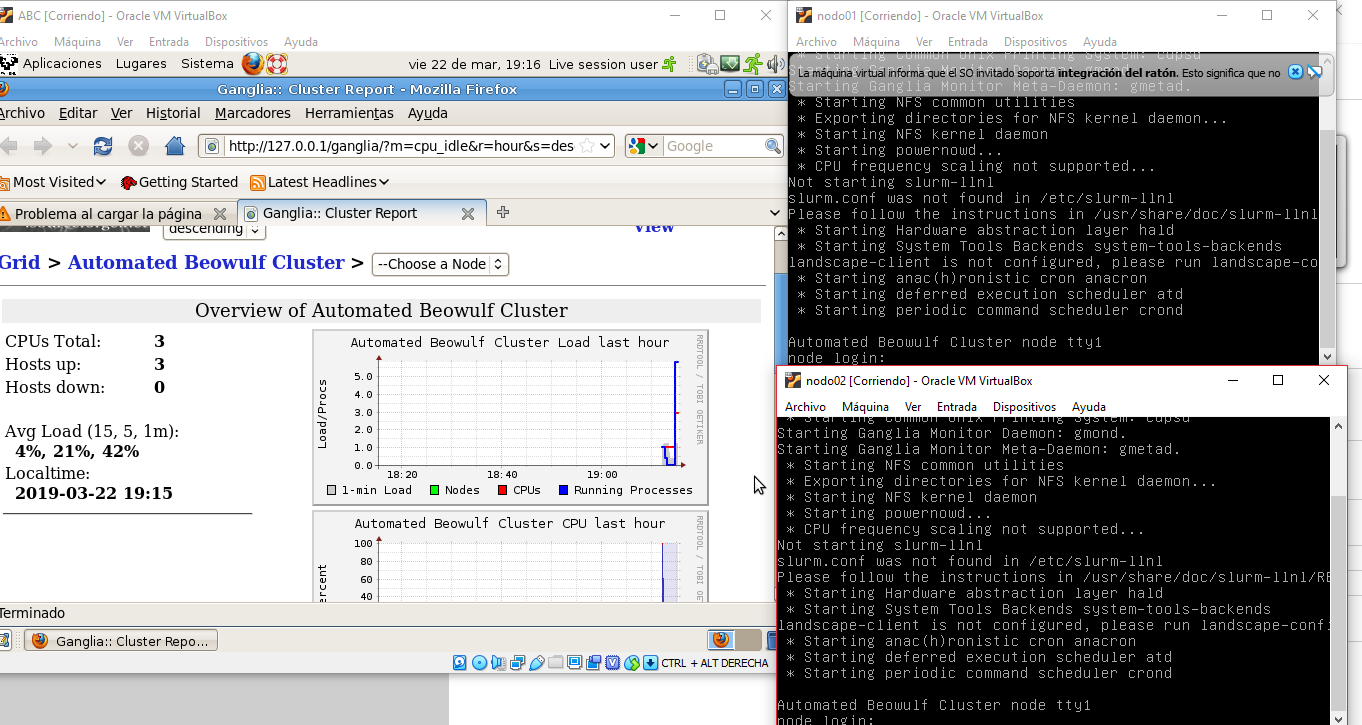 ABC [Corriendo] - Oracle VM VirtualBox
Archivo Máquina Ver Entrada Dispositivos Ayuda
Aplicaciones Lugares Sistema vie 22 de mar, 19:16 Live session user
Ganglia:: Cluster Report - Mozilla Firefox
Archivo Editar Ver Historial Marcadores Herramientas Ayuda
http://127.0.0.1/ganglia/?m=cpu_idle&r=hour&s=des
Google
Most Visited Getting Started Latest Headlines
Problema al cargar la página Ganglia:: Cluster Report
descending
View
Grid > Automated Beowulf Cluster > --Choose a Node
Overview of Automated Beowulf Cluster
CPUs Total: 3
Hosts up: 3
Hosts down: 0
Avg Load (15, 5, 1m):
4%, 21%, 42%
Localtime:
2019-03-22 19:15
Automated Beowulf Cluster Load last hour
Load/Procs
5.0
4.0
3.0
2.0
1.0
0.0
18:20 18:40 19:00
1-min Load Nodes CPUs Running Processes
RRDTOOL / TOBI OETIKER
Automated Beowulf Cluster CPU last hour
ercent
100
80
60
40
RRDTOOL / TOBI OE
Terminado
Ganglia:: Cluster Repo...
CTRL + ALT DERECHA
nodo01 [Corriendo] - Oracle VM VirtualBox
Archivo Máquina Ver Entrada Dispositivos Ayuda
* Starting Common Unix Printing System: cupsd
La máquina virtual informa que el SO invitado soporta integración del ratón. Esto significa que no
Starting Ganglia Monitor Meta-Daemon: gmetad.
* Starting NFS common utilities
* Exporting directories for NFS kernel daemon...
* Starting NFS kernel daemon
* Starting powernowd...
* CPU frequency scaling not supported...
Not starting slurm-llnl
slurm.conf was not found in /etc/slurm-llnl
Please follow the instructions in /usr/share/doc/slurm-llnl
* Starting Hardware abstraction layer hald
* Starting System Tools Backends system-tools-backends
landscape-client is not configured, please run landscape-co
* Starting anac(h)ronistic cron anacron
* Starting deferred execution scheduler atd
* Starting periodic command scheduler crond
Automated Beowulf Cluster node tty1
node login:
nodo02 [Corriendo] - Oracle VM VirtualBox
Archivo Máquina Ver Entrada Dispositivos Ayuda
* Starting Common Unix Printing System: cupsd
Starting Ganglia Monitor Daemon: gmond.
Starting Ganglia Monitor Meta-Daemon: gmetad.
* Starting NFS common utilities
* Exporting directories for NFS kernel daemon...
* Starting NFS kernel daemon
* Starting powernowd...
* CPU frequency scaling not supported...
Not starting slurm-llnl
slurm.conf was not found in /etc/slurm-llnl
Please follow the instructions in /usr/share/doc/slurm-llnl/RE
* Starting Hardware abstraction layer hald
* Starting System Tools Backends system-tools-backends
landscape-client is not configured, please run landscape-confi
* Starting anac(h)ronistic cron anacron
* Starting deferred execution scheduler atd
* Starting periodic command scheduler crond
Automated Beowulf Cluster node tty1
node login: